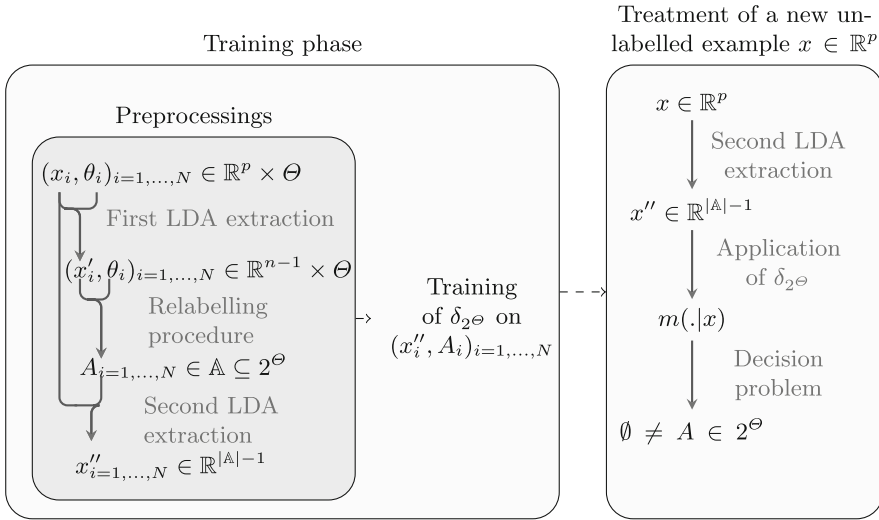 Training phase
Preprocessings
(x_i, θ_i)_{i=1,...,N} ∈ ℝ^p × Θ
First LDA extraction
(x'_i, θ_i)_{i=1,...,N} ∈ ℝ^{n−1} × Θ
Relabelling
procedure
A_{i=1,...,N} ∈ 𝔸 ⊆ 2^Θ
Second LDA
extraction
x''_{i=1,...,N} ∈ ℝ^{|𝔸|−1}
Training
of δ_{2^Θ} on
(x''_i, A_i)_{i=1,...,N}
Treatment of a new un-
labelled example x ∈ ℝ^p
x ∈ ℝ^p
Second LDA
extraction
x'' ∈ ℝ^{|𝔸|−1}
Application
of δ_{2^Θ}
m(.|x)
Decision
problem
∅ ≠ A ∈ 2^Θ